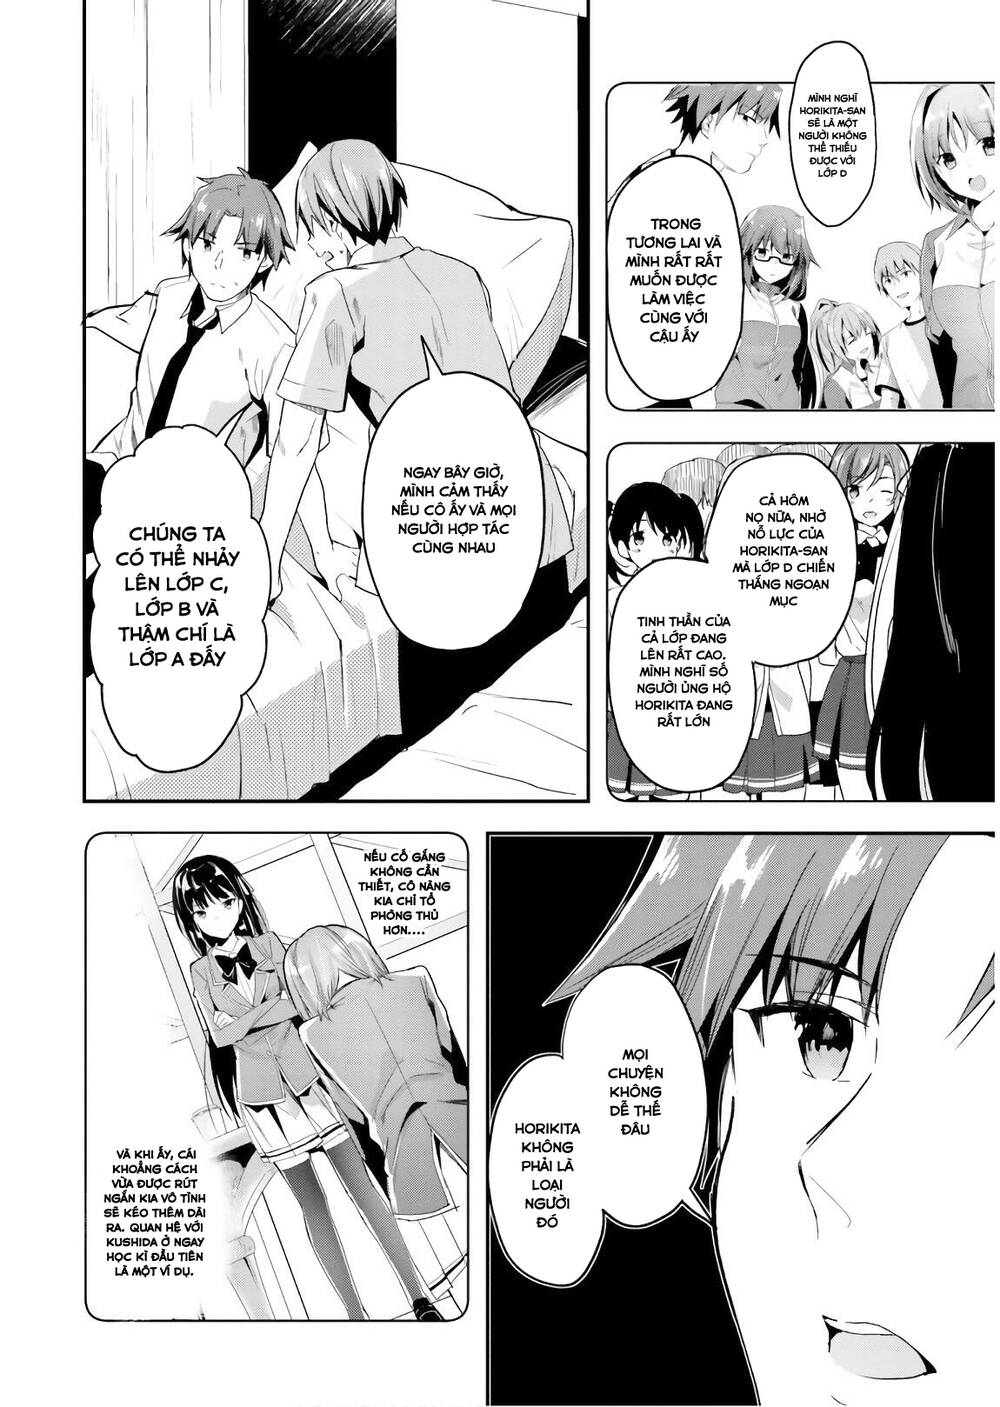 MÌNH NGHĨ
HORIKITA-SAN
SẼ LÀ MỘT
NGƯỜI KHÔNG
THỂ THIẾU
ĐƯỢC VỚI
LỚP D
TRONG
TƯƠNG LAI VÀ
MÌNH RẤT RẤT
MUỐN ĐƯỢC
LÀM VIỆC
CÙNG VỚI
CẬU ẤY
CẢ HÔM
NỌ NỮA, NHỜ
NỖ LỰC CỦA
HORIKITA-SAN
MÀ LỚP D CHIẾN
THẮNG NGOẠN
MỤC
TINH THẦN CỦA
CẢ LỚP ĐANG
LÊN RẤT CAO.
MÌNH NGHĨ SỐ
NGƯỜI ỦNG HỘ
HORIKITA ĐANG
RẤT LỚN
NGAY BÂY GIỜ,
MÌNH CẢM THẤY
NẾU CÔ ẤY VÀ MỌI
NGƯỜI HỢP TÁC
CÙNG NHAU
CHÚNG TA
CÓ THỂ NHẢY
LÊN LỚP C,
LỚP B VÀ
THẬM CHÍ LÀ
LỚP A ĐẤY
MỌI
CHUYỆN
KHÔNG
DỄ THẾ
ĐÂU
HORIKITA
KHÔNG
PHẢI LÀ
LOẠI
NGƯỜI
ĐÓ
NẾU CỐ GẮNG
KHÔNG CẦN
THIẾT, CÔ NÀNG
KIA CHỈ TỔ
PHÒNG THỦ
HƠN....
VÀ KHI ẤY, CÁI
KHOẢNG CÁCH
VỪA ĐƯỢC RÚT
NGẮN KIA VÔ TÌNH
SẼ KÉO THÊM DÀI
RA. QUAN HỆ VỚI
KUSHIDA Ở NGAY
HỌC KÌ ĐẦU TIÊN
LÀ MỘT VÍ DỤ.